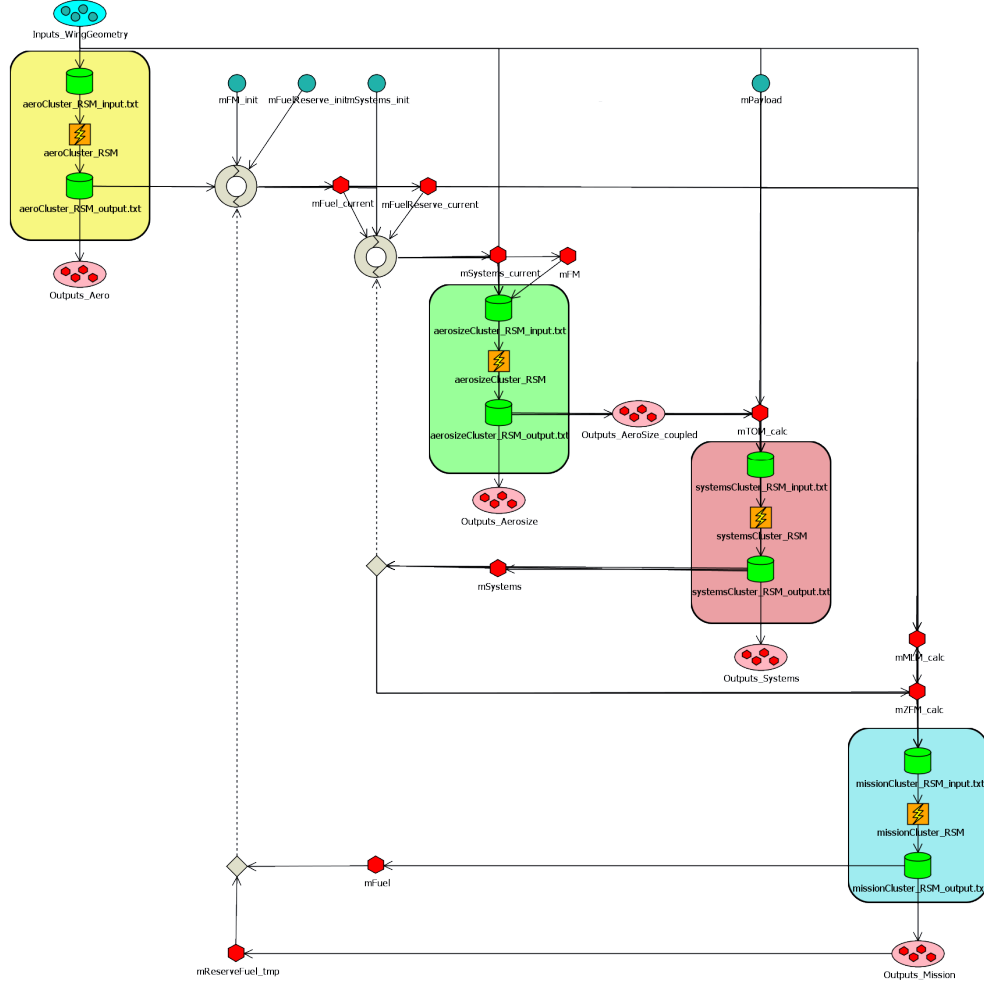 Inputs_WingGeometry
aeroCluster_RSM_input.txt
mFM_init
mFuelReserve_init
mSystems_init
mPayload
aeroCluster_RSM
aeroCluster_RSM_output.txt
mFuel_current
mFuelReserve_current
Outputs_Aero
mSystems_current
mFM
aerosizeCluster_RSM_input.txt
aerosizeCluster_RSM
aerosizeCluster_RSM_output.txt
Outputs_AeroSize_coupled
mTOM_calc
systemsCluster_RSM_input.txt
Outputs_Aerosize
systemsCluster_RSM
mSystems
systemsCluster_RSM_output.txt
mMLM_calc
Outputs_Systems
mZFM_calc
missionCluster_RSM_input.txt
missionCluster_RSM
mFuel
missionCluster_RSM_output.txt
mReserveFuel_tmp
Outputs_Mission